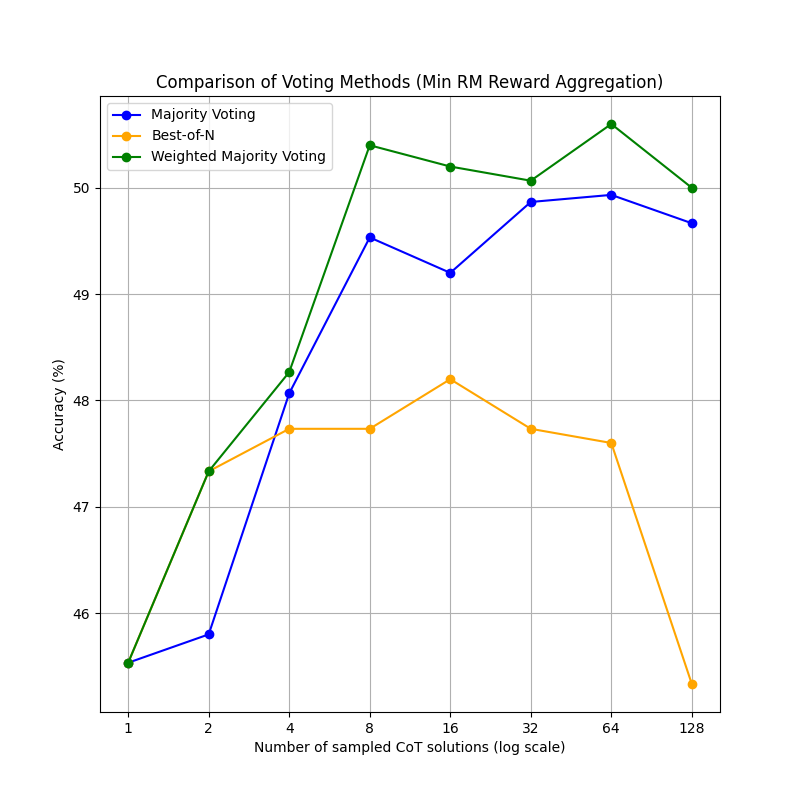 Comparison of Voting Methods (Min RM Reward Aggregation)
Majority Voting
Best-of-N
Weighted Majority Voting
50
49
48
47
46
Accuracy (%)
1 2 4 8 16 32 64 128
Number of sampled CoT solutions (log scale)